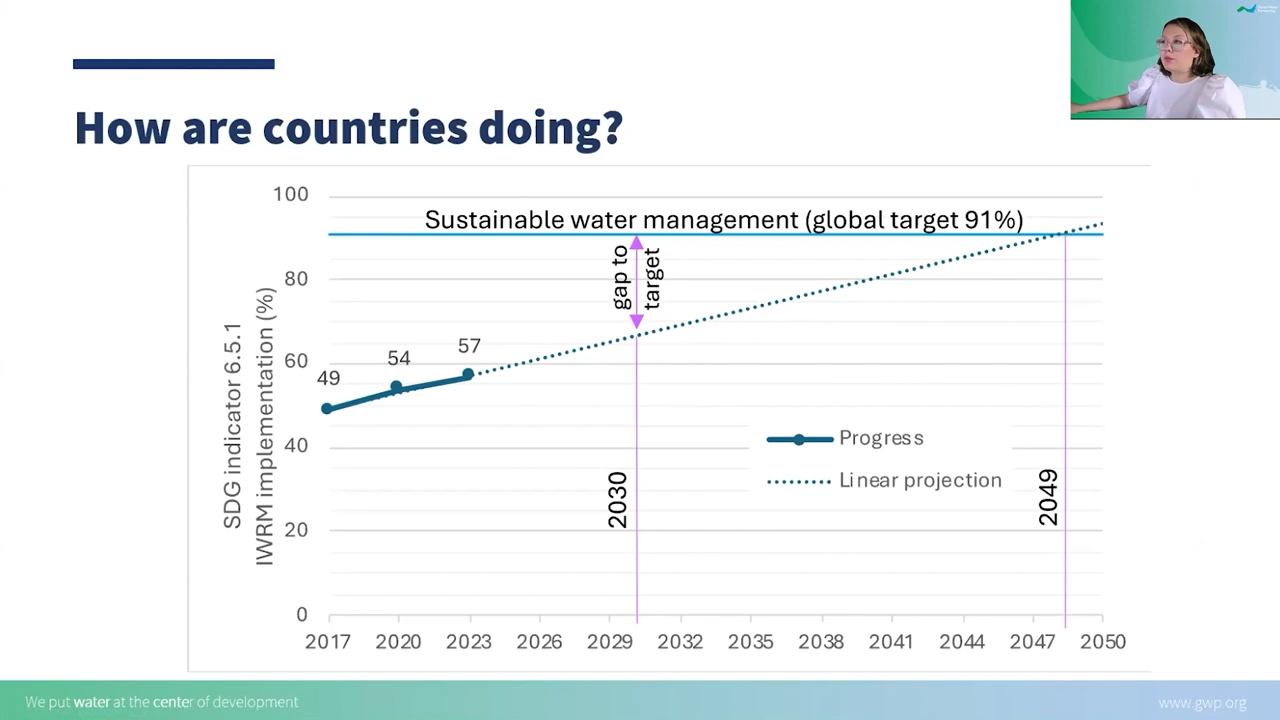 How are countries doing?
100
80
60
40
20
0
SDG indicator 6.5.1
IWRM implementation (%)
Sustainable water management (global target 91%)
gap to
target
49
54
57
Progress
Linear projection
2030
2049
2017
2020
2023
2026
2029
2032
2035
2038
2041
2044
2047
2050
We put water at the center of development
www.gwp.org